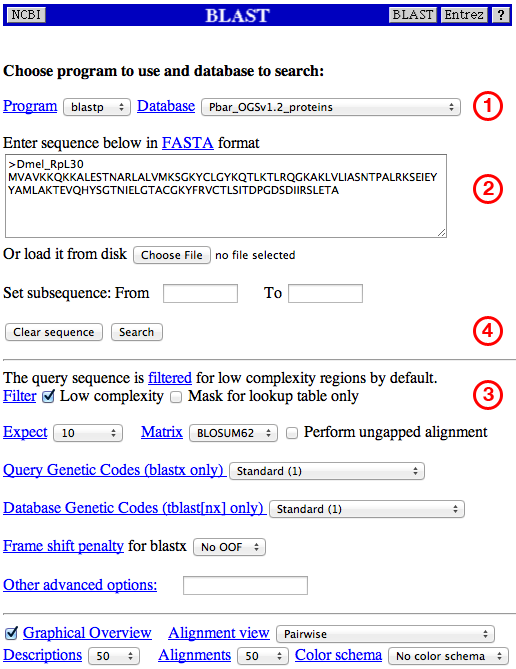 NCBI BLAST BLAST Entrez ?
Choose program to use and database to search:
Program blastp Database Pbar_OGSv1.2_proteins 1
Enter sequence below in FASTA format
>Dmel_RpL30
MVAVKKQKKALESTNARLALVMKSGKYCLGYKQTLKTLRQGKAKLVLIASNTPALRKSEIEY
YAMLAKTEVQHYSGTNIELGTACGKYFRVCTLSITDPGDSDIIRSLETA
2
Or load it from disk Choose File no file selected
Set subsequence: From To
Clear sequence Search 4
The query sequence is filtered for low complexity regions by default.
Filter Low complexity Mask for lookup table only 3
Expect 10 Matrix BLOSUM62 Perform ungapped alignment
Query Genetic Codes (blastx only) Standard (1)
Database Genetic Codes (tblast[nx] only) Standard (1)
Frame shift penalty for blastx No OOF
Other advanced options:
Graphical Overview Alignment view Pairwise
Descriptions 50 Alignments 50 Color schema No color schema